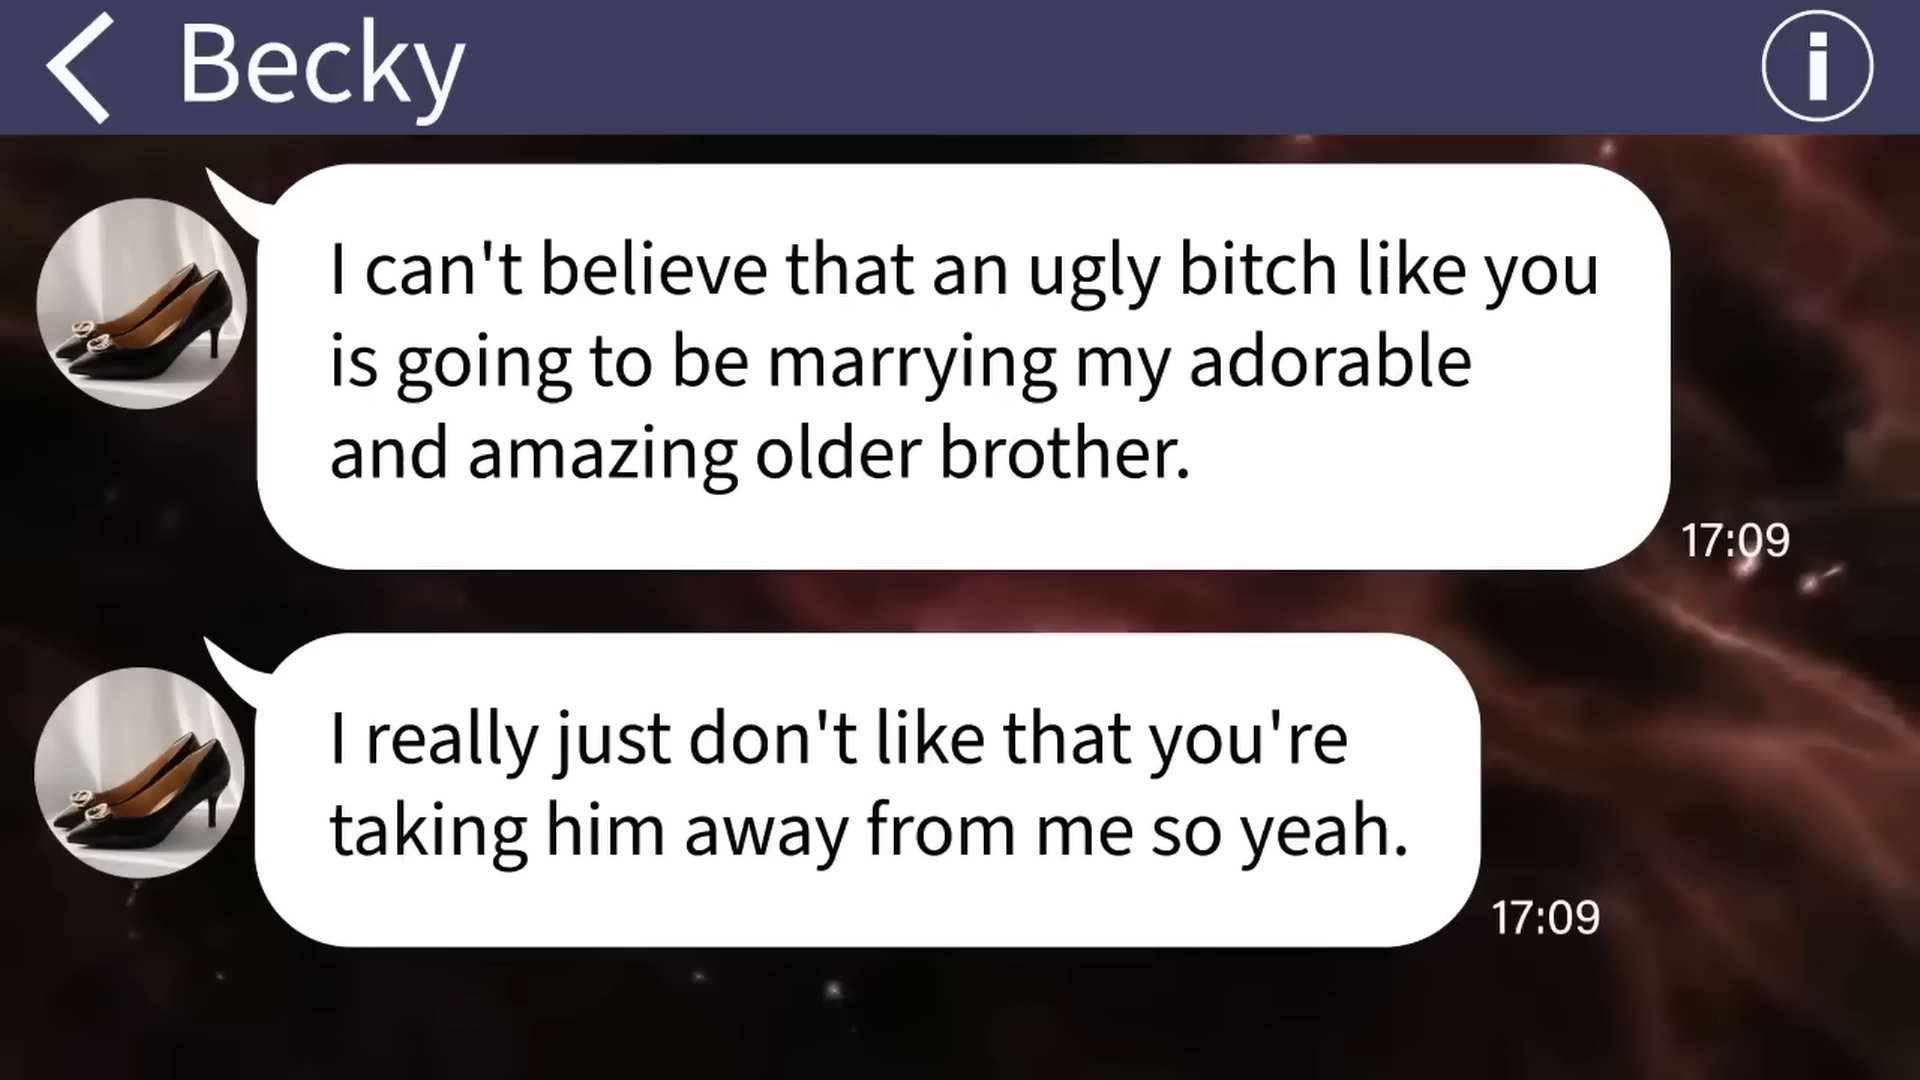 Becky
I can't believe that an ugly bitch like you
is going to be marrying my adorable
and amazing older brother.
17:09
I really just don't like that you're
taking him away from me so yeah.
17:09